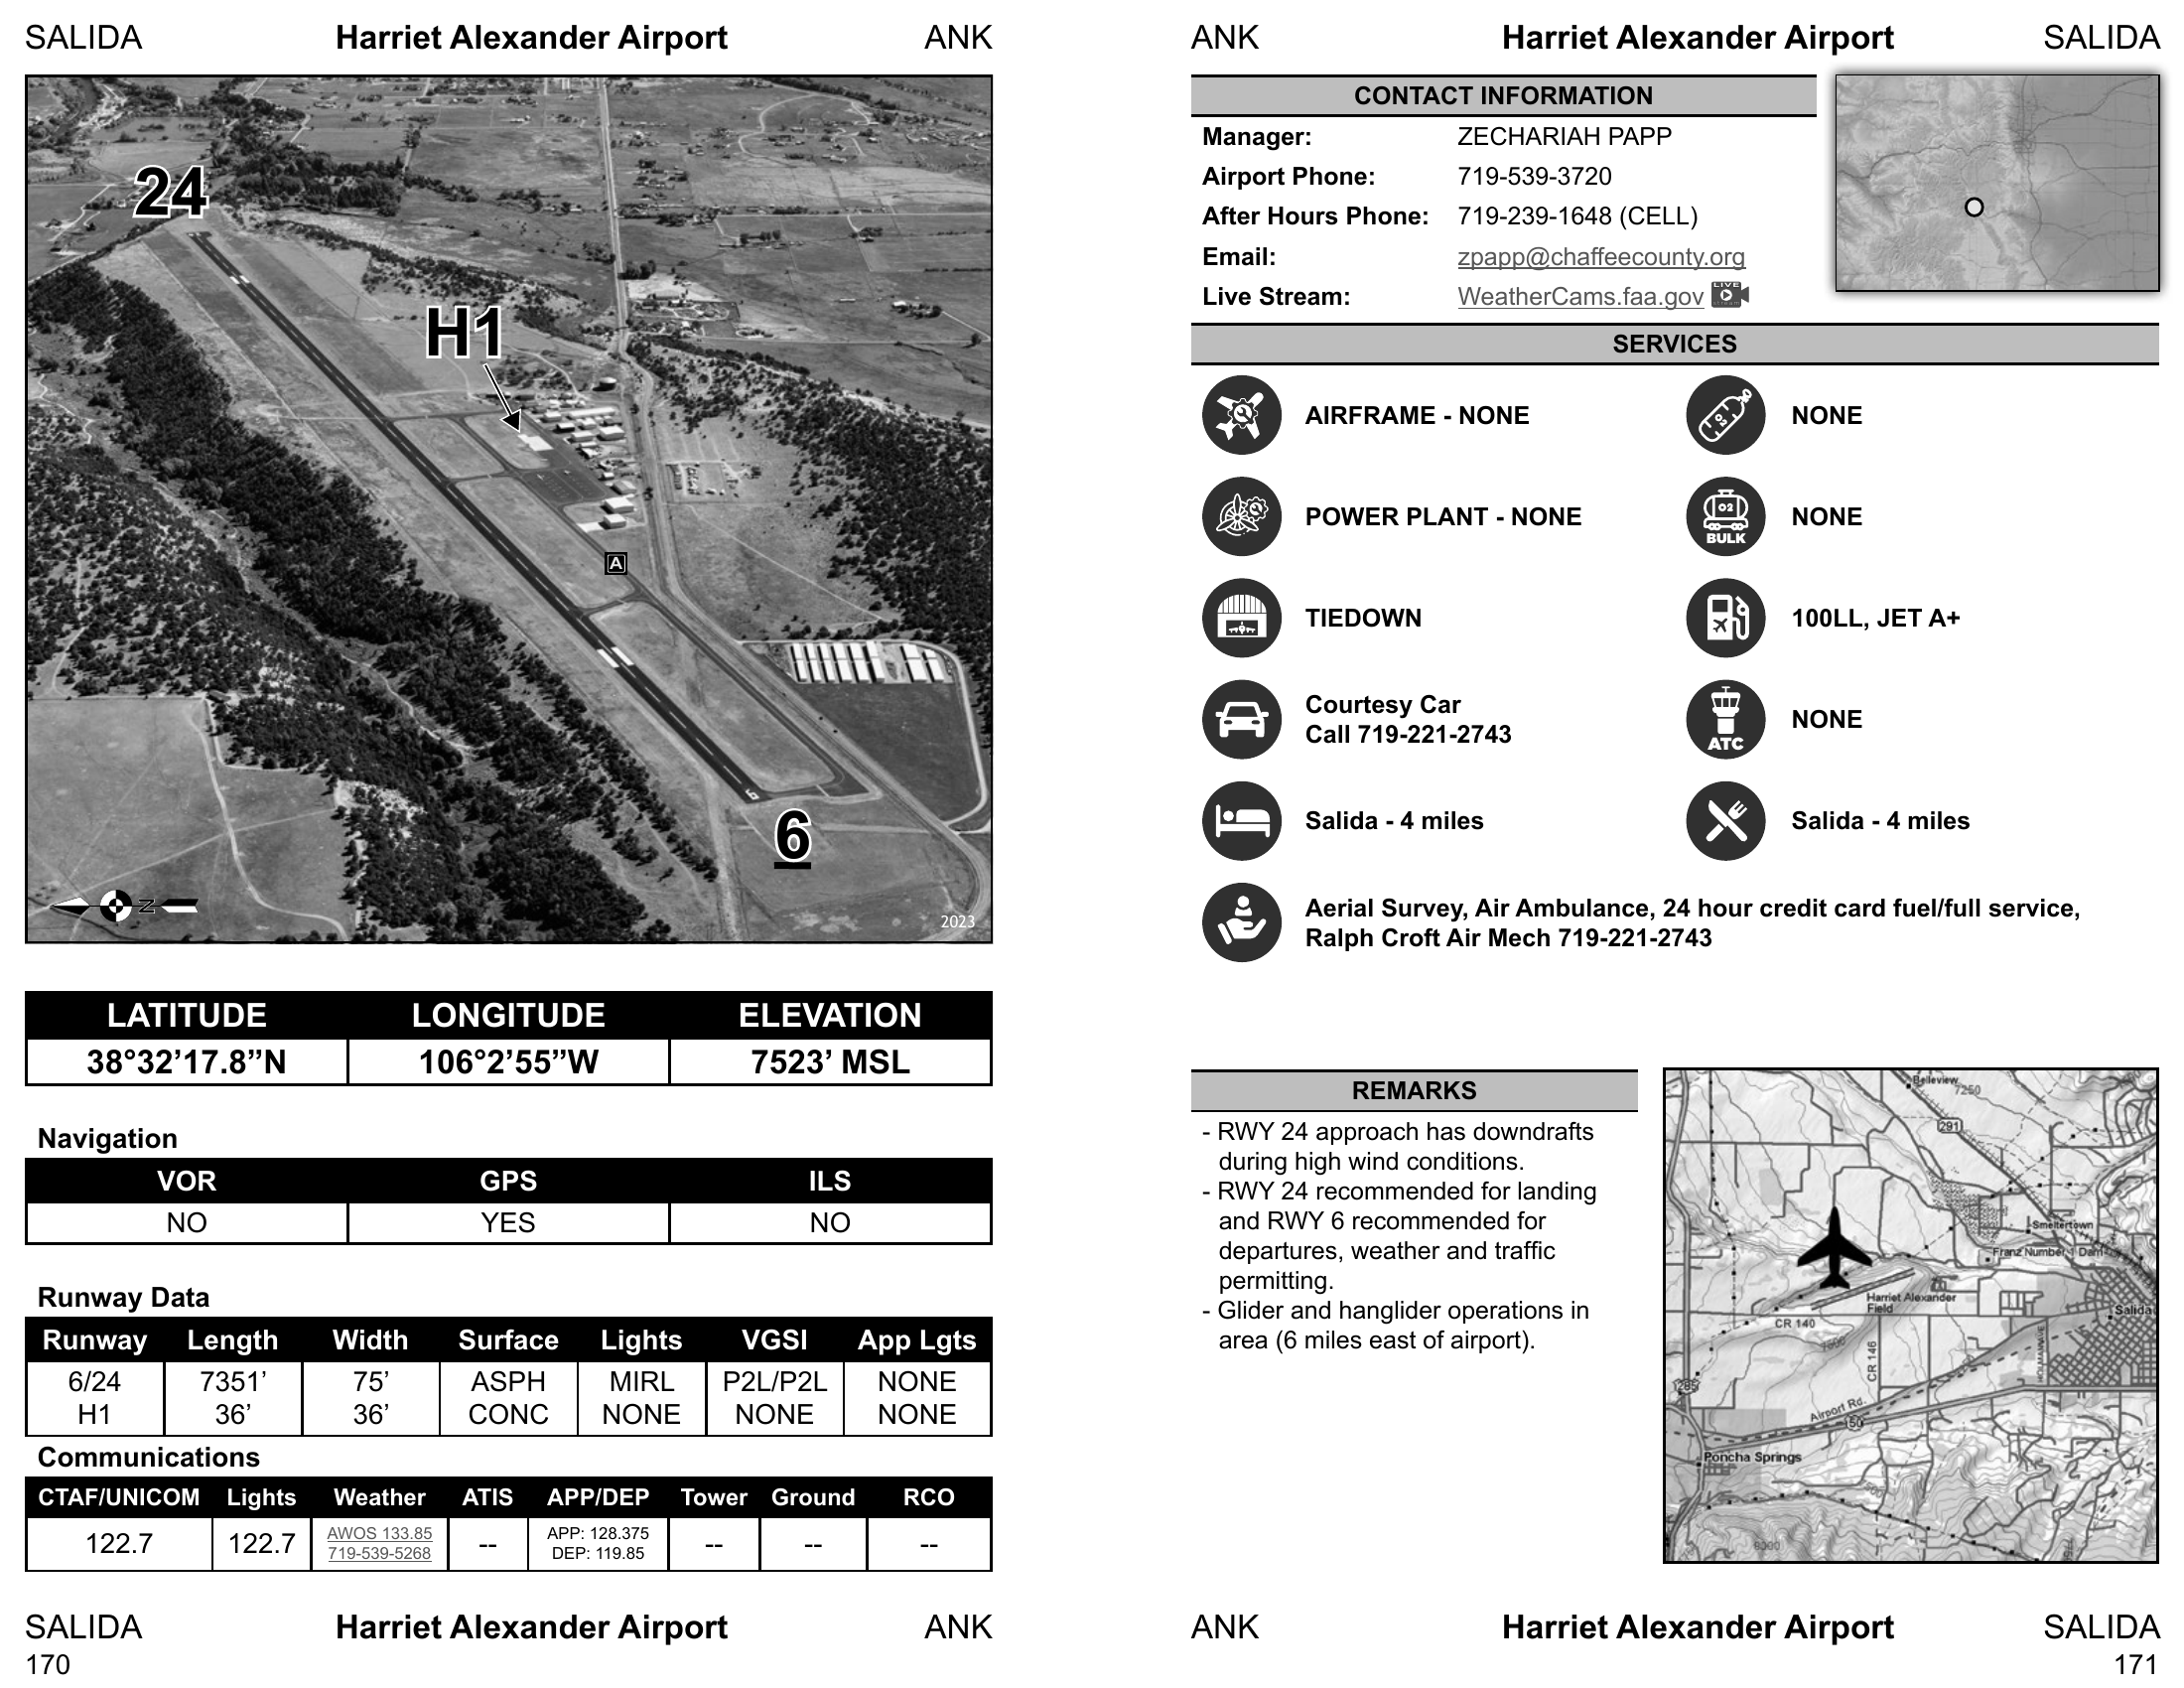 SALIDA Harriet Alexander Airport ANK
24
H1
A
6
N
2023
LATITUDE LONGITUDE ELEVATION
38°32’17.8”N 106°2’55”W 7523’ MSL
Navigation
VOR GPS ILS
NO YES NO
Runway Data
Runway Length Width Surface Lights VGSI App Lgts
6/24 7351’ 75’ ASPH MIRL P2L/P2L NONE
H1 36’ 36’ CONC NONE NONE NONE
Communications
CTAF/UNICOM Lights Weather ATIS APP/DEP Tower Ground RCO
122.7 122.7 AWOS 133.85 -- APP: 128.375 -- -- --
719-539-5268 DEP: 119.85
SALIDA Harriet Alexander Airport ANK
170
ANK Harriet Alexander Airport SALIDA
CONTACT INFORMATION
Manager: ZECHARIAH PAPP
Airport Phone: 719-539-3720
After Hours Phone: 719-239-1648 (CELL)
Email: zpapp@chaffeecounty.org
Live Stream: WeatherCams.faa.gov LIVE
SERVICES
AIRFRAME - NONE
O2 NONE
POWER PLANT - NONE
O2 BULK NONE
TIEDOWN
100LL, JET A+
Courtesy Car
Call 719-221-2743
ATC NONE
Salida - 4 miles
Salida - 4 miles
Aerial Survey, Air Ambulance, 24 hour credit card fuel/full service,
Ralph Croft Air Mech 719-221-2743
REMARKS
- RWY 24 approach has downdrafts
during high wind conditions.
- RWY 24 recommended for landing
and RWY 6 recommended for
departures, weather and traffic
permitting.
- Glider and hanglider operations in
area (6 miles east of airport).
Belleview
7250
291
Smeltertown
Franz Number 1 Dam
Harriet Alexander
Field
Salida
CR 140
CR 146
285
Airport Rd.
150
Poncha Springs
ANK Harriet Alexander Airport SALIDA
171